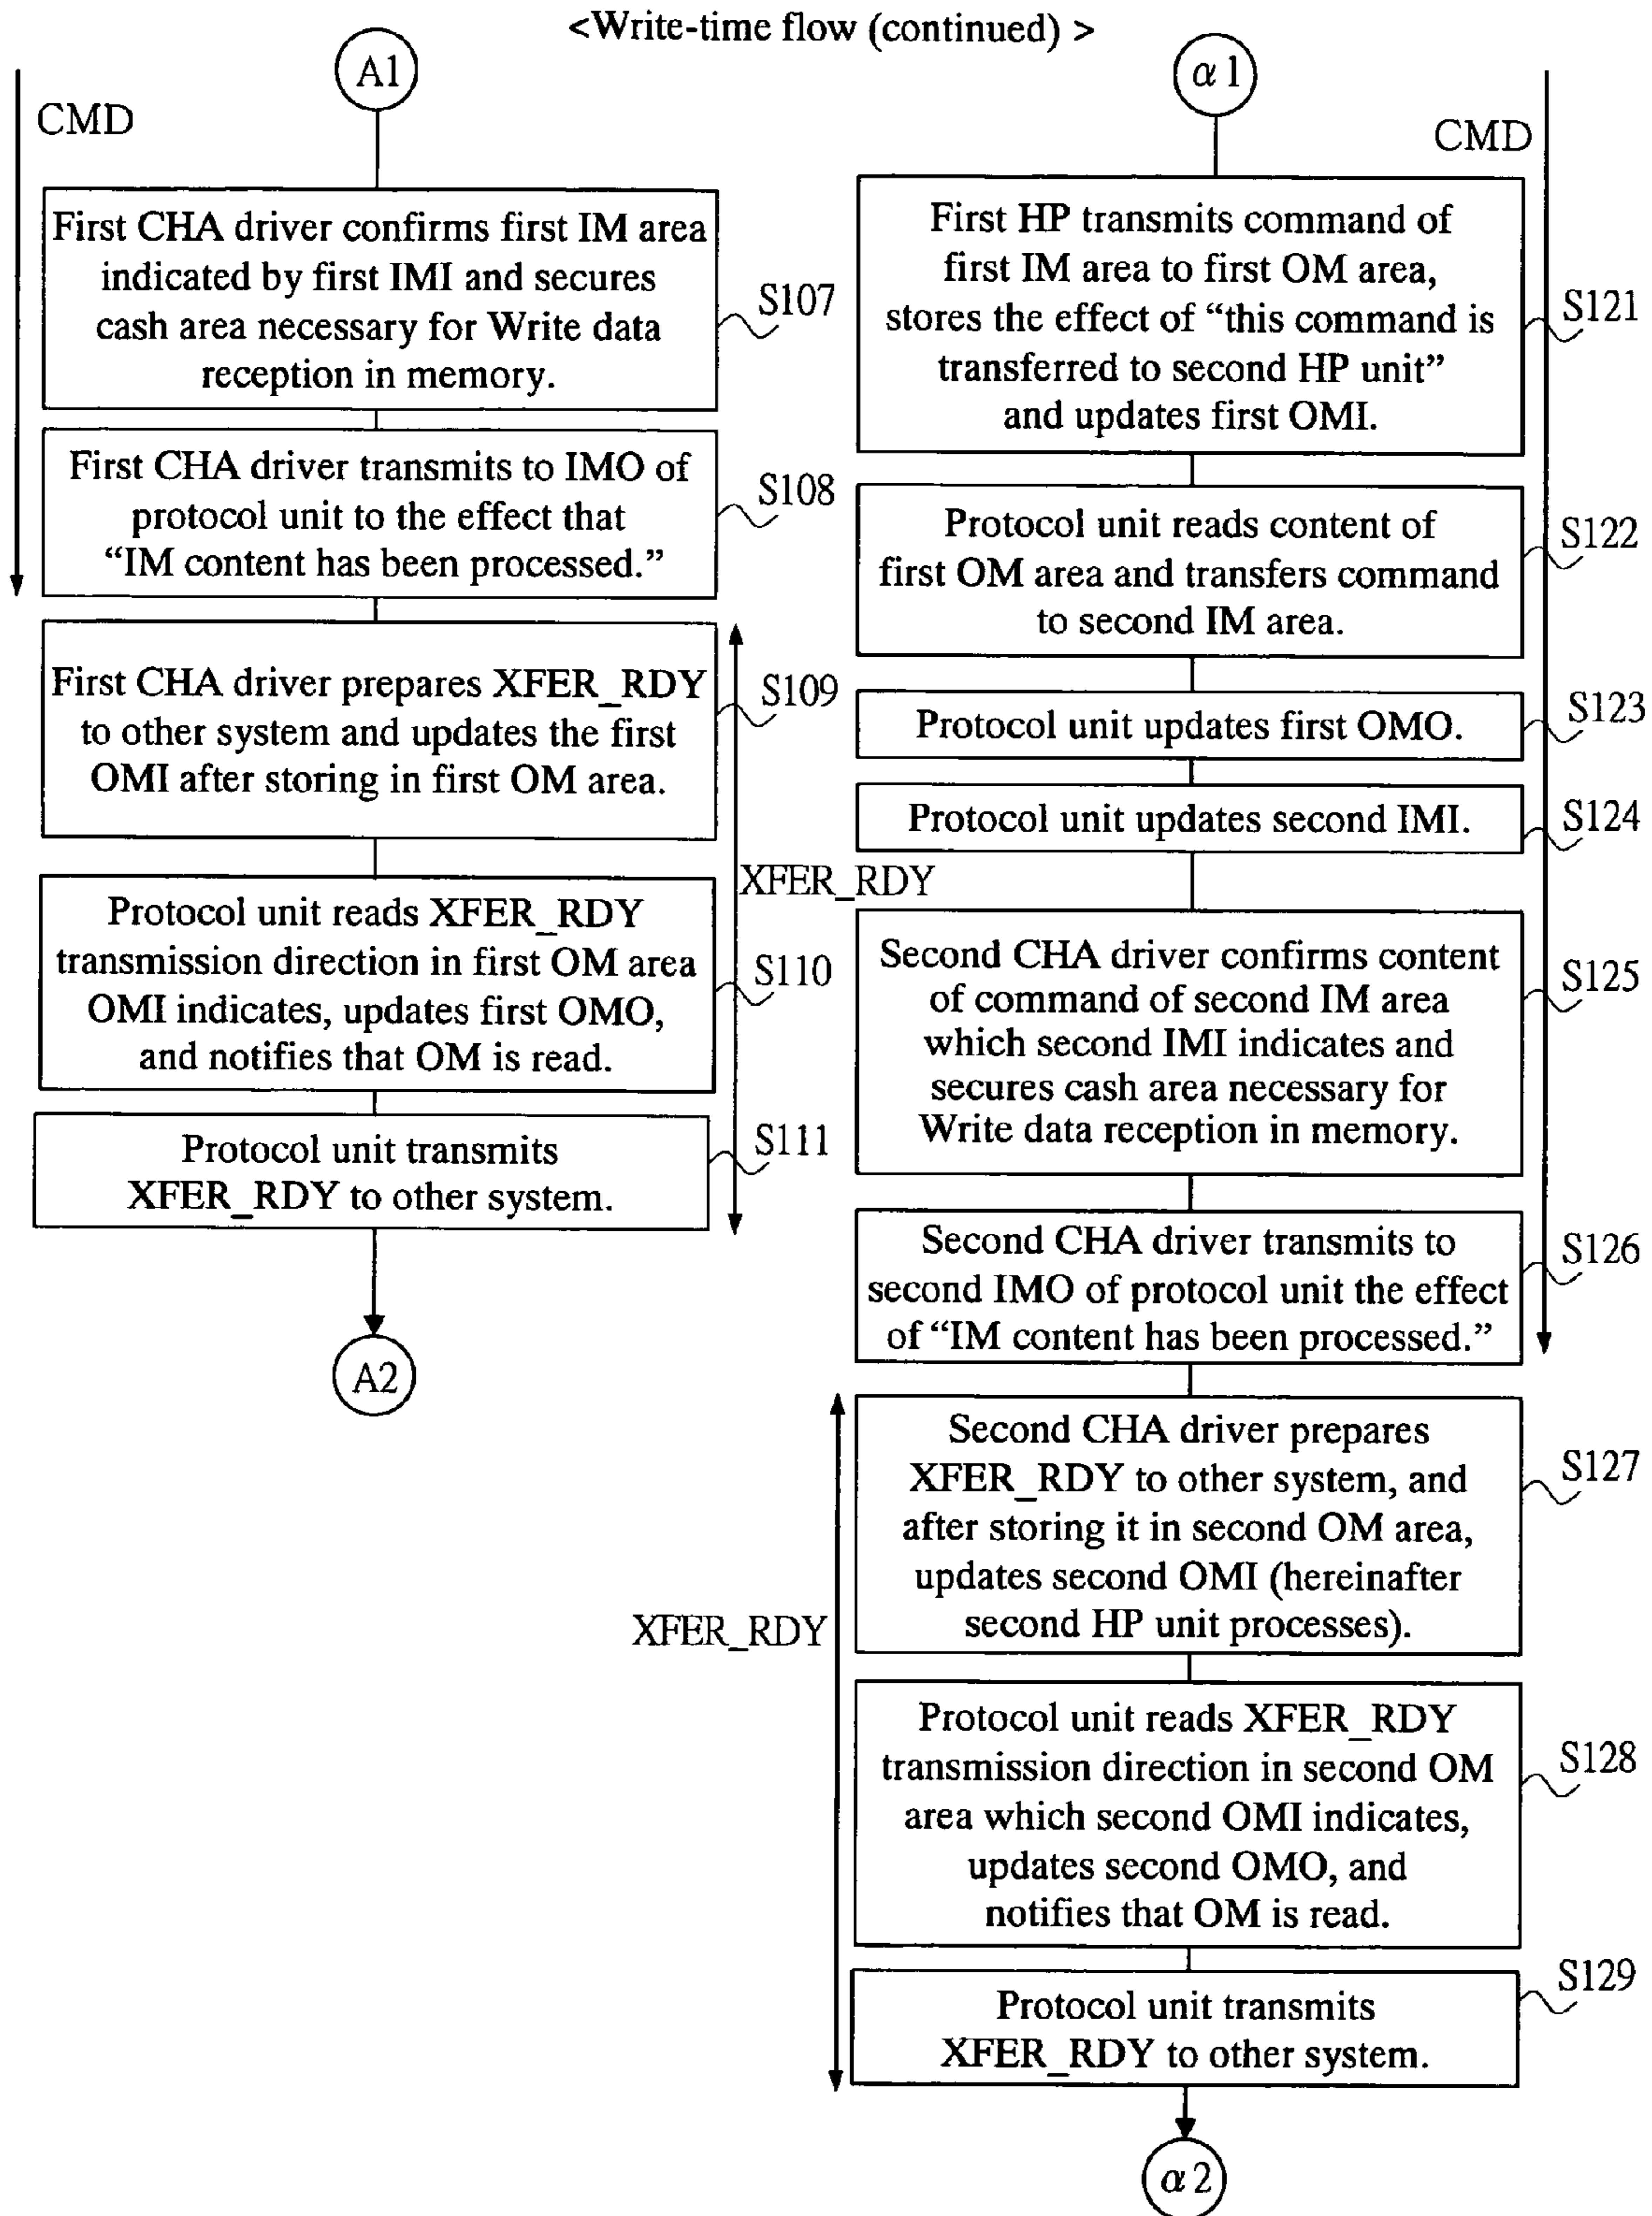 <Write-time flow (continued) >
A1
CMD
First CHA driver confirms first IM area
indicated by first IMI and secures
cash area necessary for Write data
reception in memory.
S107
First CHA driver transmits to IMO of
protocol unit to the effect that
“IM content has been processed.”
S108
First CHA driver prepares XFER_RDY
to other system and updates the first
OMI after storing in first OM area.
S109
XFER_RDY
Protocol unit reads XFER_RDY
transmission direction in first OM area
OMI indicates, updates first OMO,
and notifies that OM is read.
S110
Protocol unit transmits
XFER_RDY to other system.
S111
A2
α1
CMD
First HP transmits command of
first IM area to first OM area,
stores the effect of “this command is
transferred to second HP unit”
and updates first OMI.
S121
Protocol unit reads content of
first OM area and transfers command
to second IM area.
S122
Protocol unit updates first OMO.
S123
Protocol unit updates second IMI.
S124
Second CHA driver confirms content
of command of second IM area
which second IMI indicates and
secures cash area necessary for
Write data reception in memory.
S125
Second CHA driver transmits to
second IMO of protocol unit the effect
of “IM content has been processed.”
S126
Second CHA driver prepares
XFER_RDY to other system, and
after storing it in second OM area,
updates second OMI (hereinafter
second HP unit processes).
S127
XFER_RDY
Protocol unit reads XFER_RDY
transmission direction in second OM
area which second OMI indicates,
updates second OMO, and
notifies that OM is read.
S128
Protocol unit transmits
XFER_RDY to other system.
S129
α2